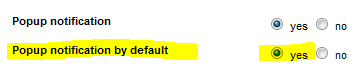 Popup notification yes no
Popup notification by default yes no